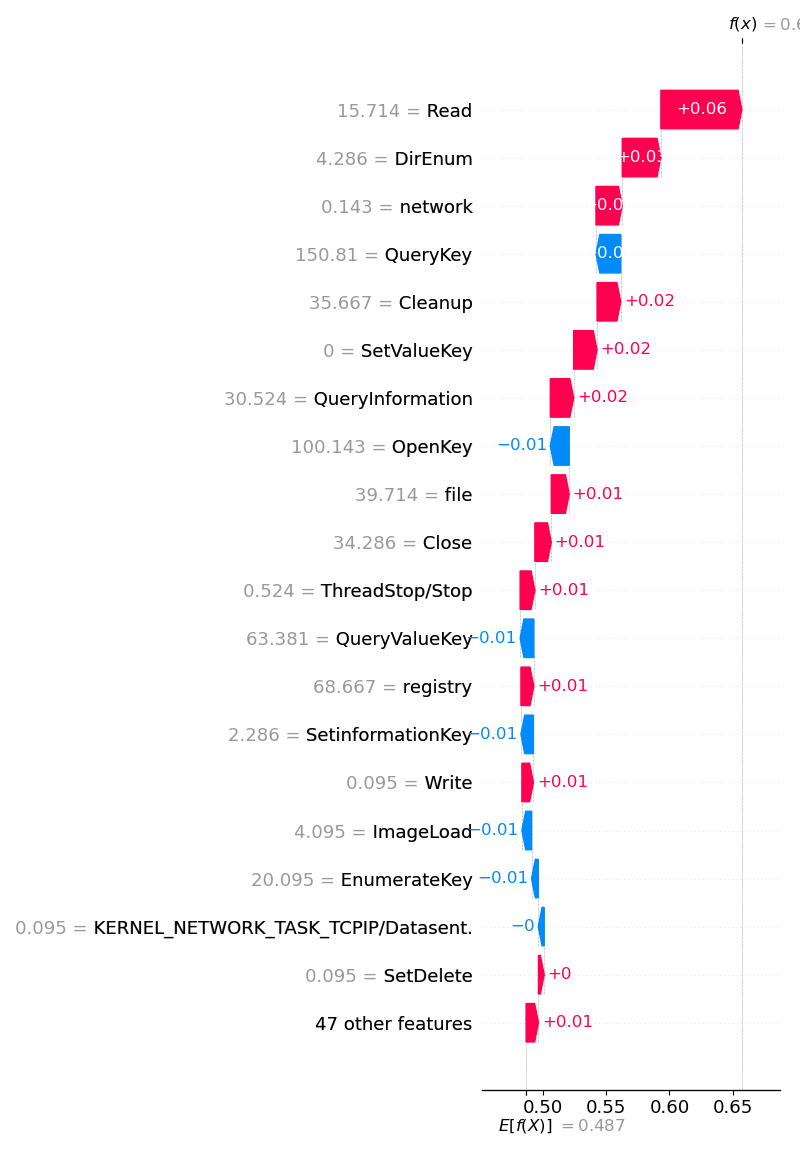 f(x) = 0.6
15.714 = Read
+0.06
4.286 = DirEnum
+0.03
0.143 = network
150.81 = QueryKey
35.667 = Cleanup
+0.02
0 = SetValueKey
+0.02
30.524 = QueryInformation
+0.02
100.143 = OpenKey
−0.01
39.714 = file
+0.01
34.286 = Close
+0.01
0.524 = ThreadStop/Stop
+0.01
63.381 = QueryValueKey
−0.01
68.667 = registry
+0.01
2.286 = SetinformationKey
−0.01
0.095 = Write
+0.01
4.095 = ImageLoad
−0.01
20.095 = EnumerateKey
−0.01
0.095 = KERNEL_NETWORK_TASK_TCPIP/Datasent.
−0
0.095 = SetDelete
+0
47 other features
+0.01
0.50 0.55 0.60 0.65
E[f(X)] = 0.487